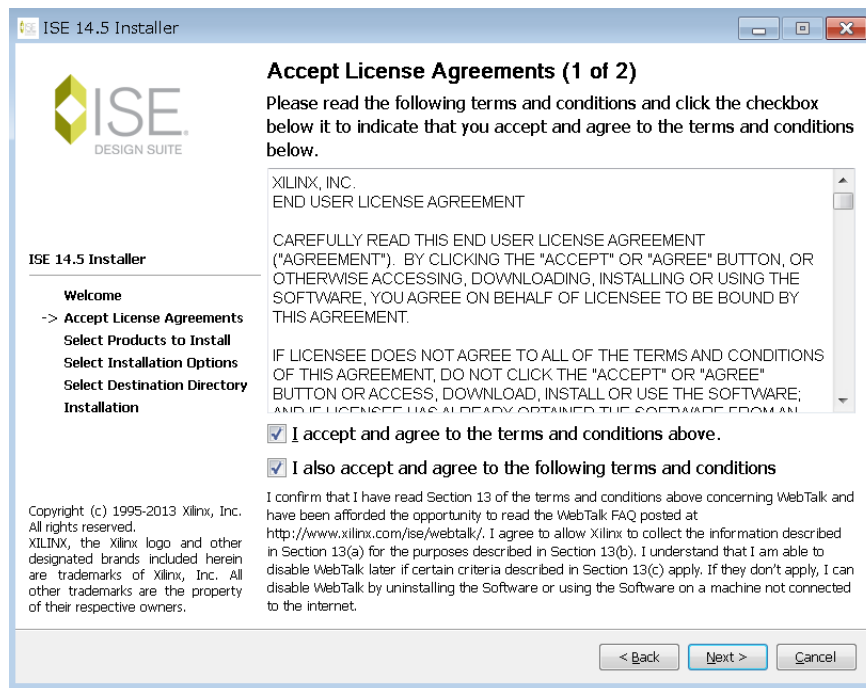 ISE 14.5 Installer
ISE
DESIGN SUITE
ISE 14.5 Installer
Welcome
-> Accept License Agreements
Select Products to Install
Select Installation Options
Select Destination Directory
Installation
Copyright (c) 1995-2013 Xilinx, Inc.
All rights reserved.
XILINX, the Xilinx logo and other
designated brands included herein
are trademarks of Xilinx, Inc. All
other trademarks are the property
of their respective owners.
Accept License Agreements (1 of 2)
Please read the following terms and conditions and click the checkbox
below it to indicate that you accept and agree to the terms and conditions
below.
XILINX, INC.
END USER LICENSE AGREEMENT
CAREFULLY READ THIS END USER LICENSE AGREEMENT
("AGREEMENT"). BY CLICKING THE "ACCEPT" OR "AGREE" BUTTON, OR
OTHERWISE ACCESSING, DOWNLOADING, INSTALLING OR USING THE
SOFTWARE, YOU AGREE ON BEHALF OF LICENSEE TO BE BOUND BY
THIS AGREEMENT.
IF LICENSEE DOES NOT AGREE TO ALL OF THE TERMS AND CONDITIONS
OF THIS AGREEMENT, DO NOT CLICK THE "ACCEPT" OR "AGREE"
BUTTON OR ACCESS, DOWNLOAD, INSTALL OR USE THE SOFTWARE;
AND IF LICENSEE HAS ALREADY OBTAINED THE SOFTWARE FROM AN
I accept and agree to the terms and conditions above.
I also accept and agree to the following terms and conditions
I confirm that I have read Section 13 of the terms and conditions above concerning WebTalk and
have been afforded the opportunity to read the WebTalk FAQ posted at
http://www.xilinx.com/ise/webtalk/. I agree to allow Xilinx to collect the information described
in Section 13(a) for the purposes described in Section 13(b). I understand that I am able to
disable WebTalk later if certain criteria described in Section 13(c) apply. If they don't apply, I can
disable WebTalk by uninstalling the Software or using the Software on a machine not connected
to the internet.
< Back
Next >
Cancel